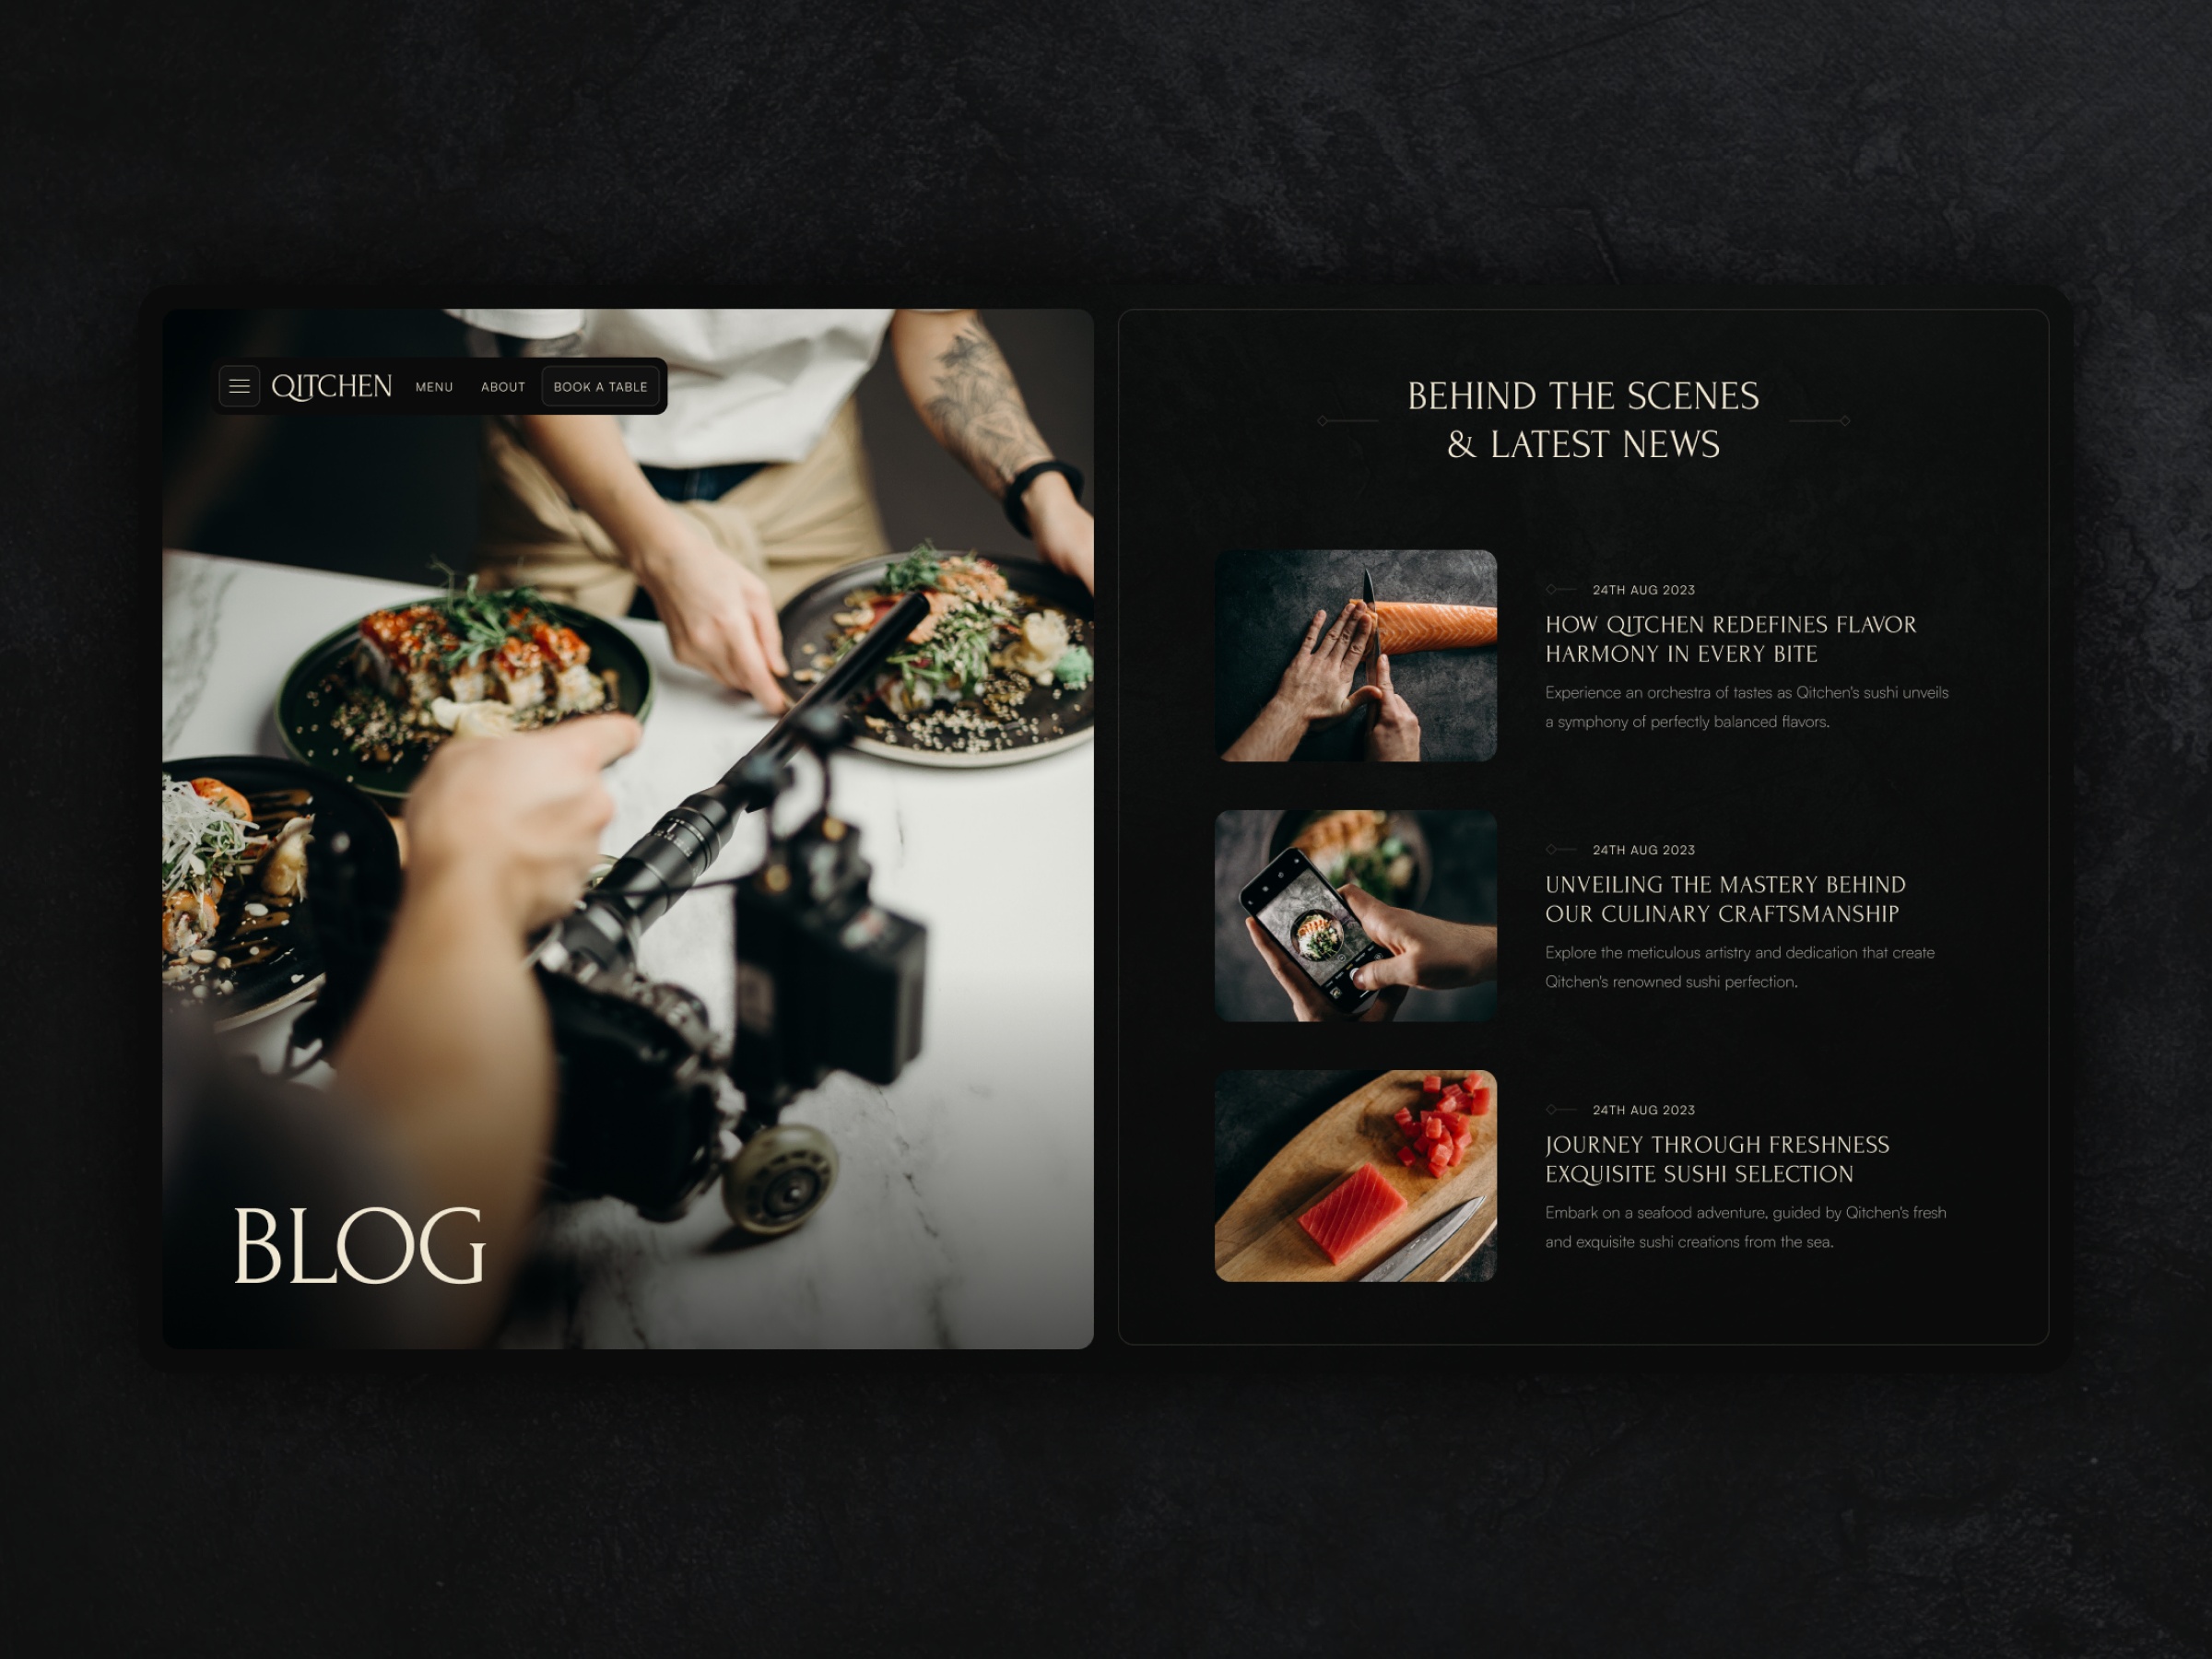 QITCHEN MENU ABOUT BOOK A TABLE
BLOG
BEHIND THE SCENES
& LATEST NEWS
24TH AUG 2023
HOW QITCHEN REDEFINES FLAVOR
HARMONY IN EVERY BITE
Experience an orchestra of tastes as Qitchen's sushi unveils
a symphony of perfectly balanced flavors.
24TH AUG 2023
UNVEILING THE MASTERY BEHIND
OUR CULINARY CRAFTSMANSHIP
Explore the meticulous artistry and dedication that create
Qitchen's renowned sushi perfection.
24TH AUG 2023
JOURNEY THROUGH FRESHNESS
EXQUISITE SUSHI SELECTION
Embark on a seafood adventure, guided by Qitchen's fresh
and exquisite sushi creations from the sea.